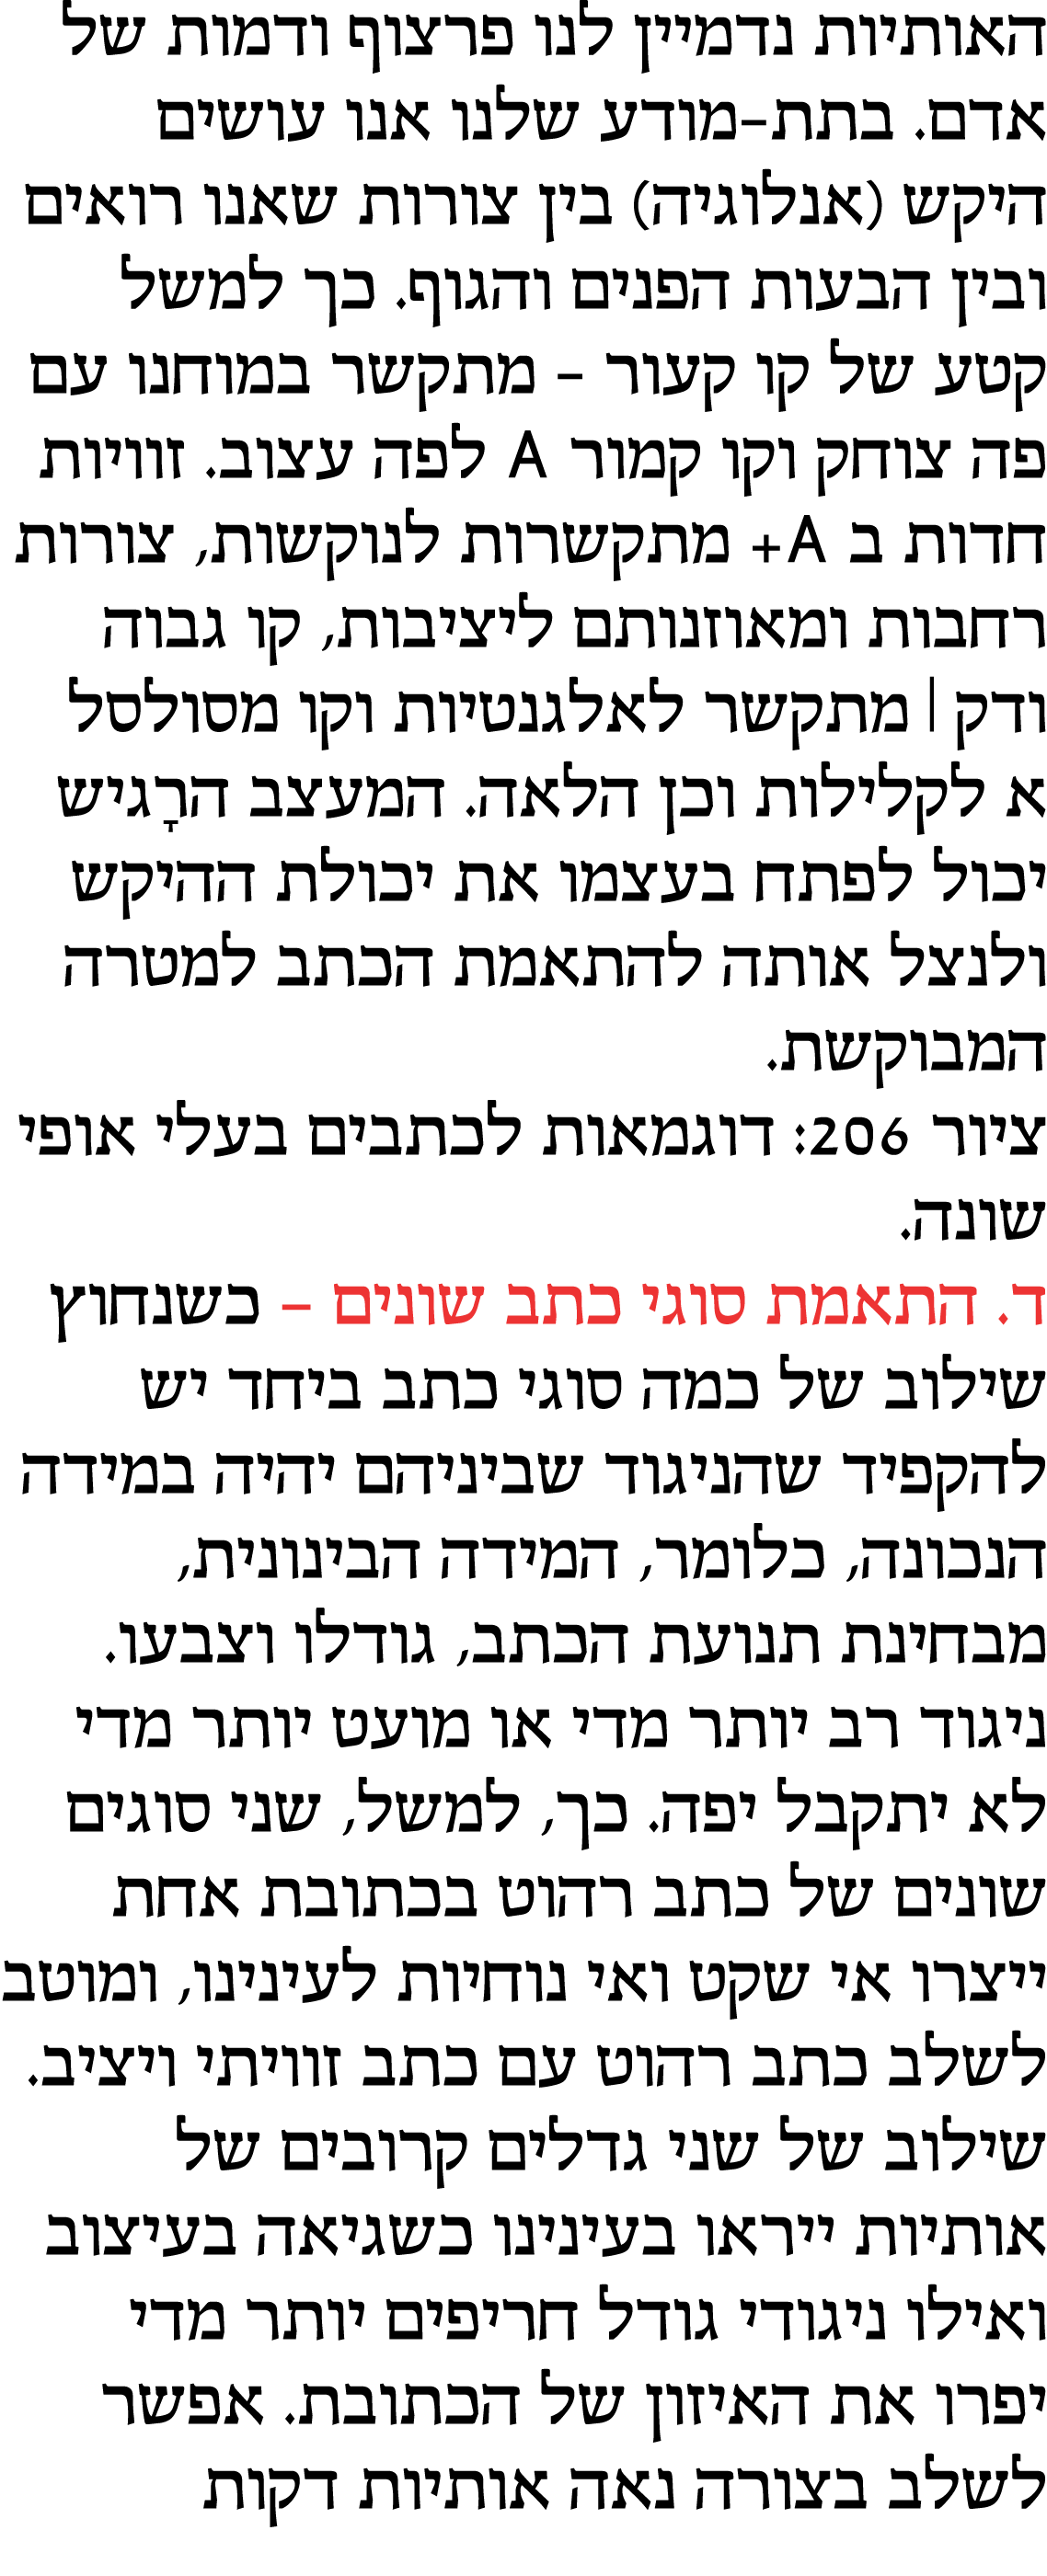 האותיות נדמיין לנו פרצוף ודמות של
אדם. בתת-מודע שלנו אנו עושים
היקש (אנלוגיה) בין צורות שאנו רואים
ובין הבעות הפנים והגוף. כך למשל
קטע של קו קעור – מתקשר במוחנו עם
פה צוחק וקו קמור A לפה עצוב. זוויות
חדות ב A+ מתקשרות לנוקשות, צורות
רחבות ומאוזנותם ליציבות, קו גבוה
ודק | מתקשר לאלגנטיות וקו מסולסל
א לקלילות וכן הלאה. המעצב הרָגיש
יכול לפתח בעצמו את יכולת ההיקש
ולנצל אותה להתאמת הכתב למטרה
המבוקשת.
ציור 206: דוגמאות לכתבים בעלי אופי
שונה.
ד. התאמת סוגי כתב שונים – כשנחוץ
שילוב של כמה סוגי כתב ביחד יש
להקפיד שהניגוד שביניהם יהיה במידה
הנכונה, כלומר, המידה הבינונית,
מבחינת תנועת הכתב, גודלו וצבעו.
ניגוד רב יותר מדי או מועט יותר מדי
לא יתקבל יפה. כך, למשל, שני סוגים
שונים של כתב רהוט בכתובת אחת
ייצרו אי שקט ואי נוחיות לעינינו, ומוטב
לשלב כתב רהוט עם כתב זוויתי ויציב.
שילוב של שני גדלים קרובים של
אותיות ייראו בעינינו כשגיאה בעיצוב
ואילו ניגודי גודל חריפים יותר מדי
יפרו את האיזון של הכתובת. אפשר
לשלב בצורה נאה אותיות דקות